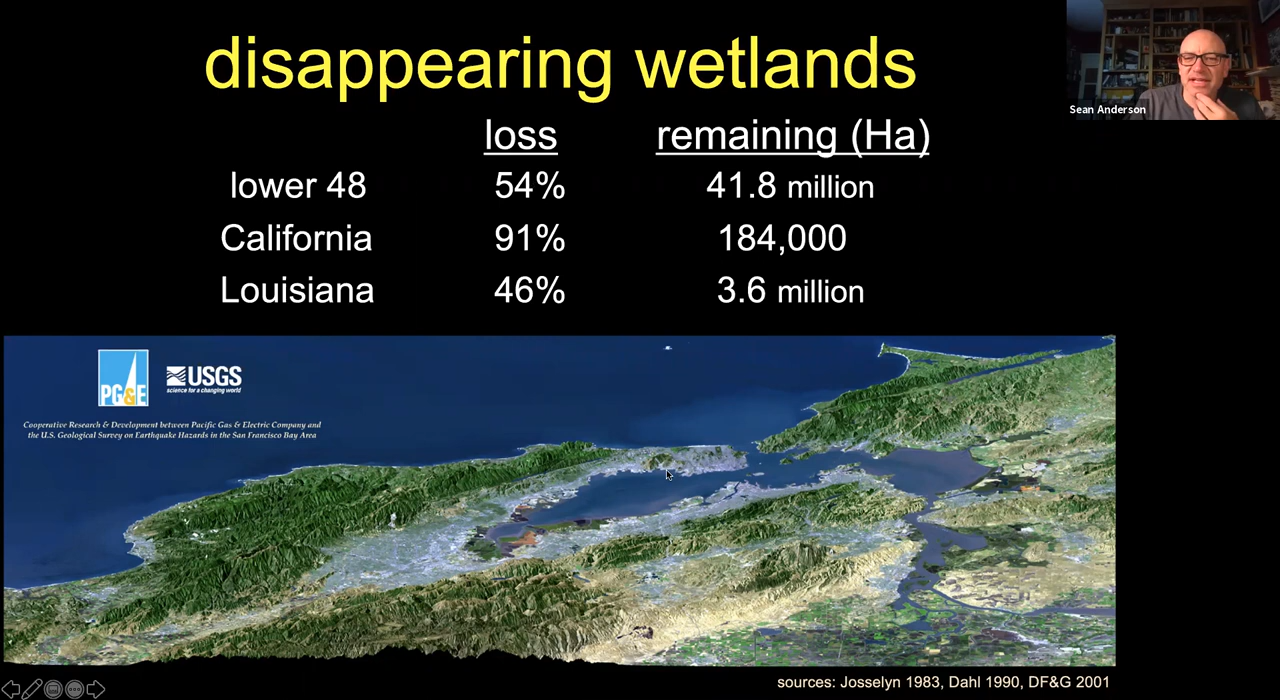 disappearing wetlands
Sean Anderson
loss remaining (Ha)
lower 48 54% 41.8 million
California 91% 184,000
Louisiana 46% 3.6 million
PG&E USGS
science for a changing world
Cooperative Research & Development between Pacific Gas & Electric Company and
the U.S. Geological Survey on Earthquake Hazards in the San Francisco Bay Area
sources: Josselyn 1983, Dahl 1990, DF&G 2001